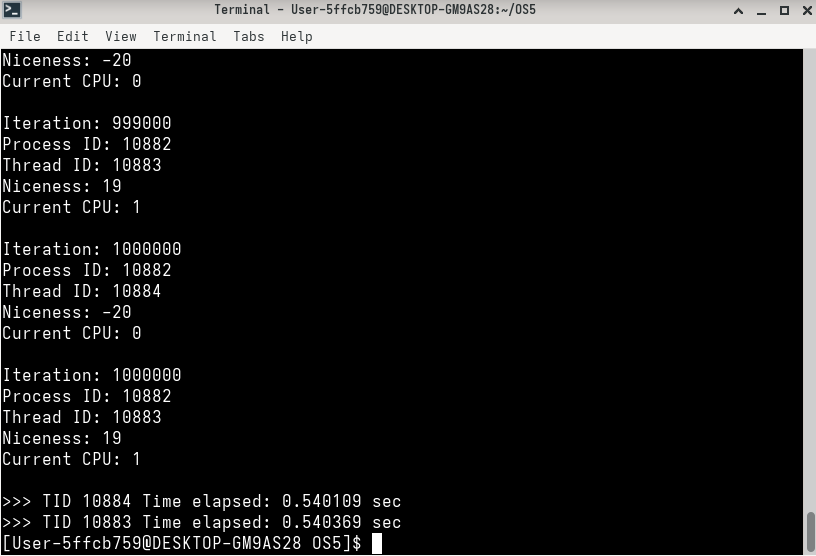 Terminal - User-5ffcb759@DESKTOP-GM9AS28:~/OS5
File Edit View Terminal Tabs Help
Niceness: -20
Current CPU: 0
Iteration: 999000
Process ID: 10882
Thread ID: 10883
Niceness: 19
Current CPU: 1
Iteration: 1000000
Process ID: 10882
Thread ID: 10884
Niceness: -20
Current CPU: 0
Iteration: 1000000
Process ID: 10882
Thread ID: 10883
Niceness: 19
Current CPU: 1
>>> TID 10884 Time elapsed: 0.540109 sec
>>> TID 10883 Time elapsed: 0.540369 sec
[User-5ffcb759@DESKTOP-GM9AS28 OS5]$